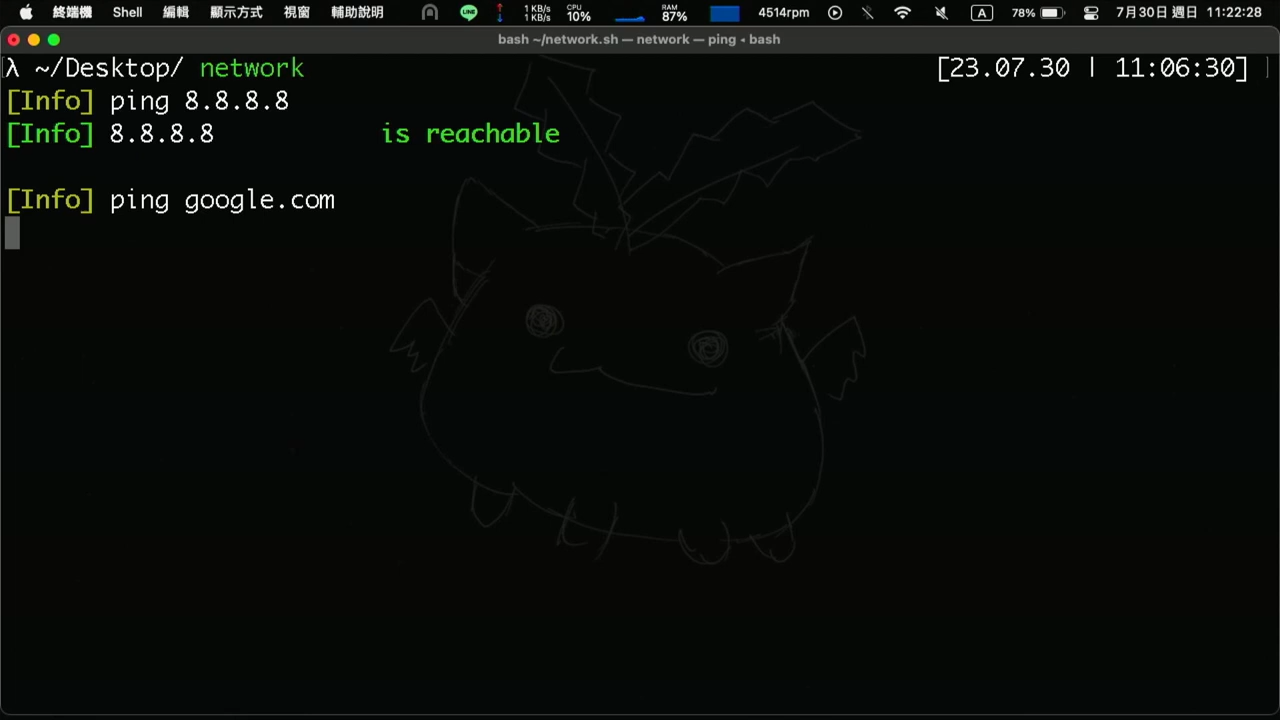 終端機 Shell 編輯 顯示方式 視窗 輔助說明 LINE 1 KB/s 1 KB/s CPU 10% RAM 87% 4514rpm A 78% 7月30日 週日 11:22:28
bash ~/network.sh — network — ping ◂ bash
λ ~/Desktop/ network [23.07.30 | 11:06:30]
[Info] ping 8.8.8.8
[Info] 8.8.8.8 is reachable
[Info] ping google.com